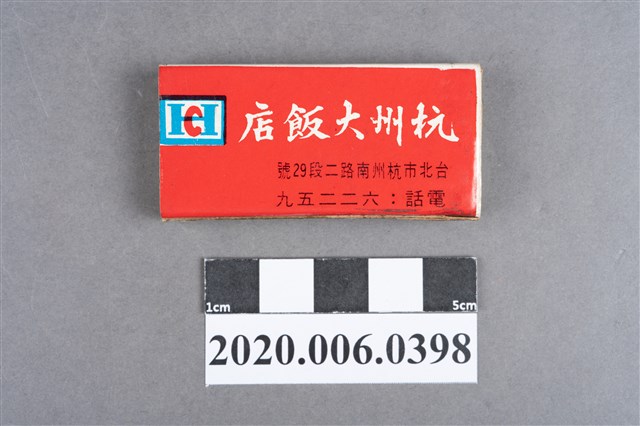 杭州大飯店
台北市杭州南路二段29號
電話：六二二五九
1cm
5cm
2020.006.0398